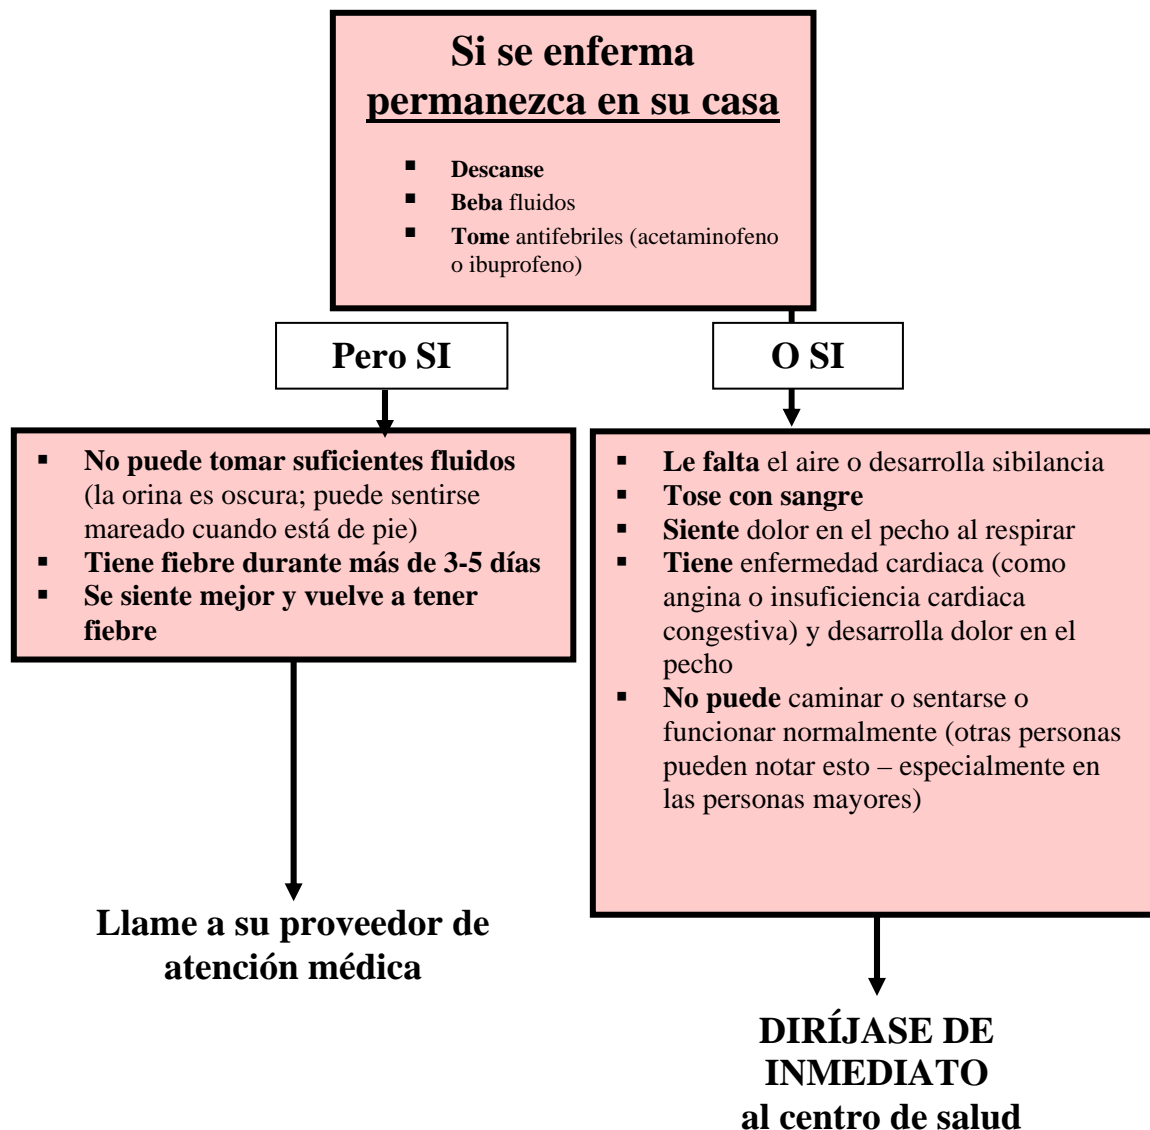 Si se enferma
permanezca en su casa
▪ Descanse
▪ Beba fluidos
▪ Tome antifebriles (acetaminofeno
o ibuprofeno)
Pero SI
O SI
▪ No puede tomar suficientes fluidos
(la orina es oscura; puede sentirse
mareado cuando está de pie)
▪ Tiene fiebre durante más de 3-5 días
▪ Se siente mejor y vuelve a tener
fiebre
Llame a su proveedor de
atención médica
▪ Le falta el aire o desarrolla sibilancia
▪ Tose con sangre
▪ Siente dolor en el pecho al respirar
▪ Tiene enfermedad cardiaca (como
angina o insuficiencia cardiaca
congestiva) y desarrolla dolor en el
pecho
▪ No puede caminar o sentarse o
funcionar normalmente (otras personas
pueden notar esto – especialmente en
las personas mayores)
DIRÍJASE DE
INMEDIATO
al centro de salud